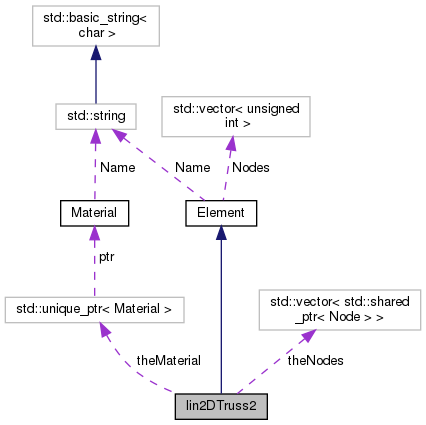 std::basic_string<
char >
std::string
std::vector< unsigned
int >
Name
Name
Nodes
Material
Element
ptr
std::unique_ptr< Material >
std::vector< std::shared
_ptr< Node > >
theMaterial
theNodes
lin2DTruss2